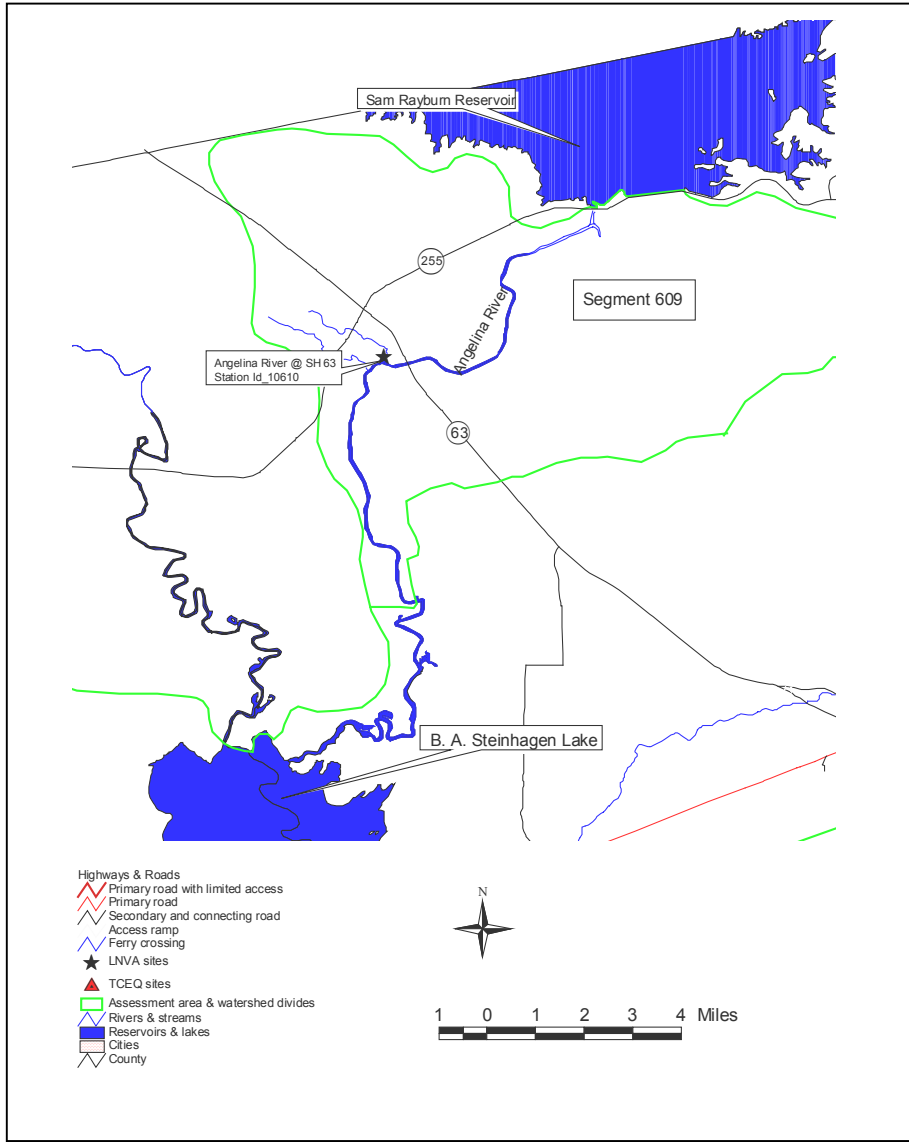 Sam Rayburn Reservoir
255
Angelina River
Segment 609
Angelina River @ SH 63
Station Id_10610
63
B. A. Steinhagen Lake
Highways & Roads
Primary road with limited access
Primary road
Secondary and connecting road
Access ramp
Ferry crossing
LNVA sites
TCEQ sites
Assessment area & watershed divides
Rivers & streams
Reservoirs & lakes
Cities
County
N
1 0 1 2 3 4 Miles